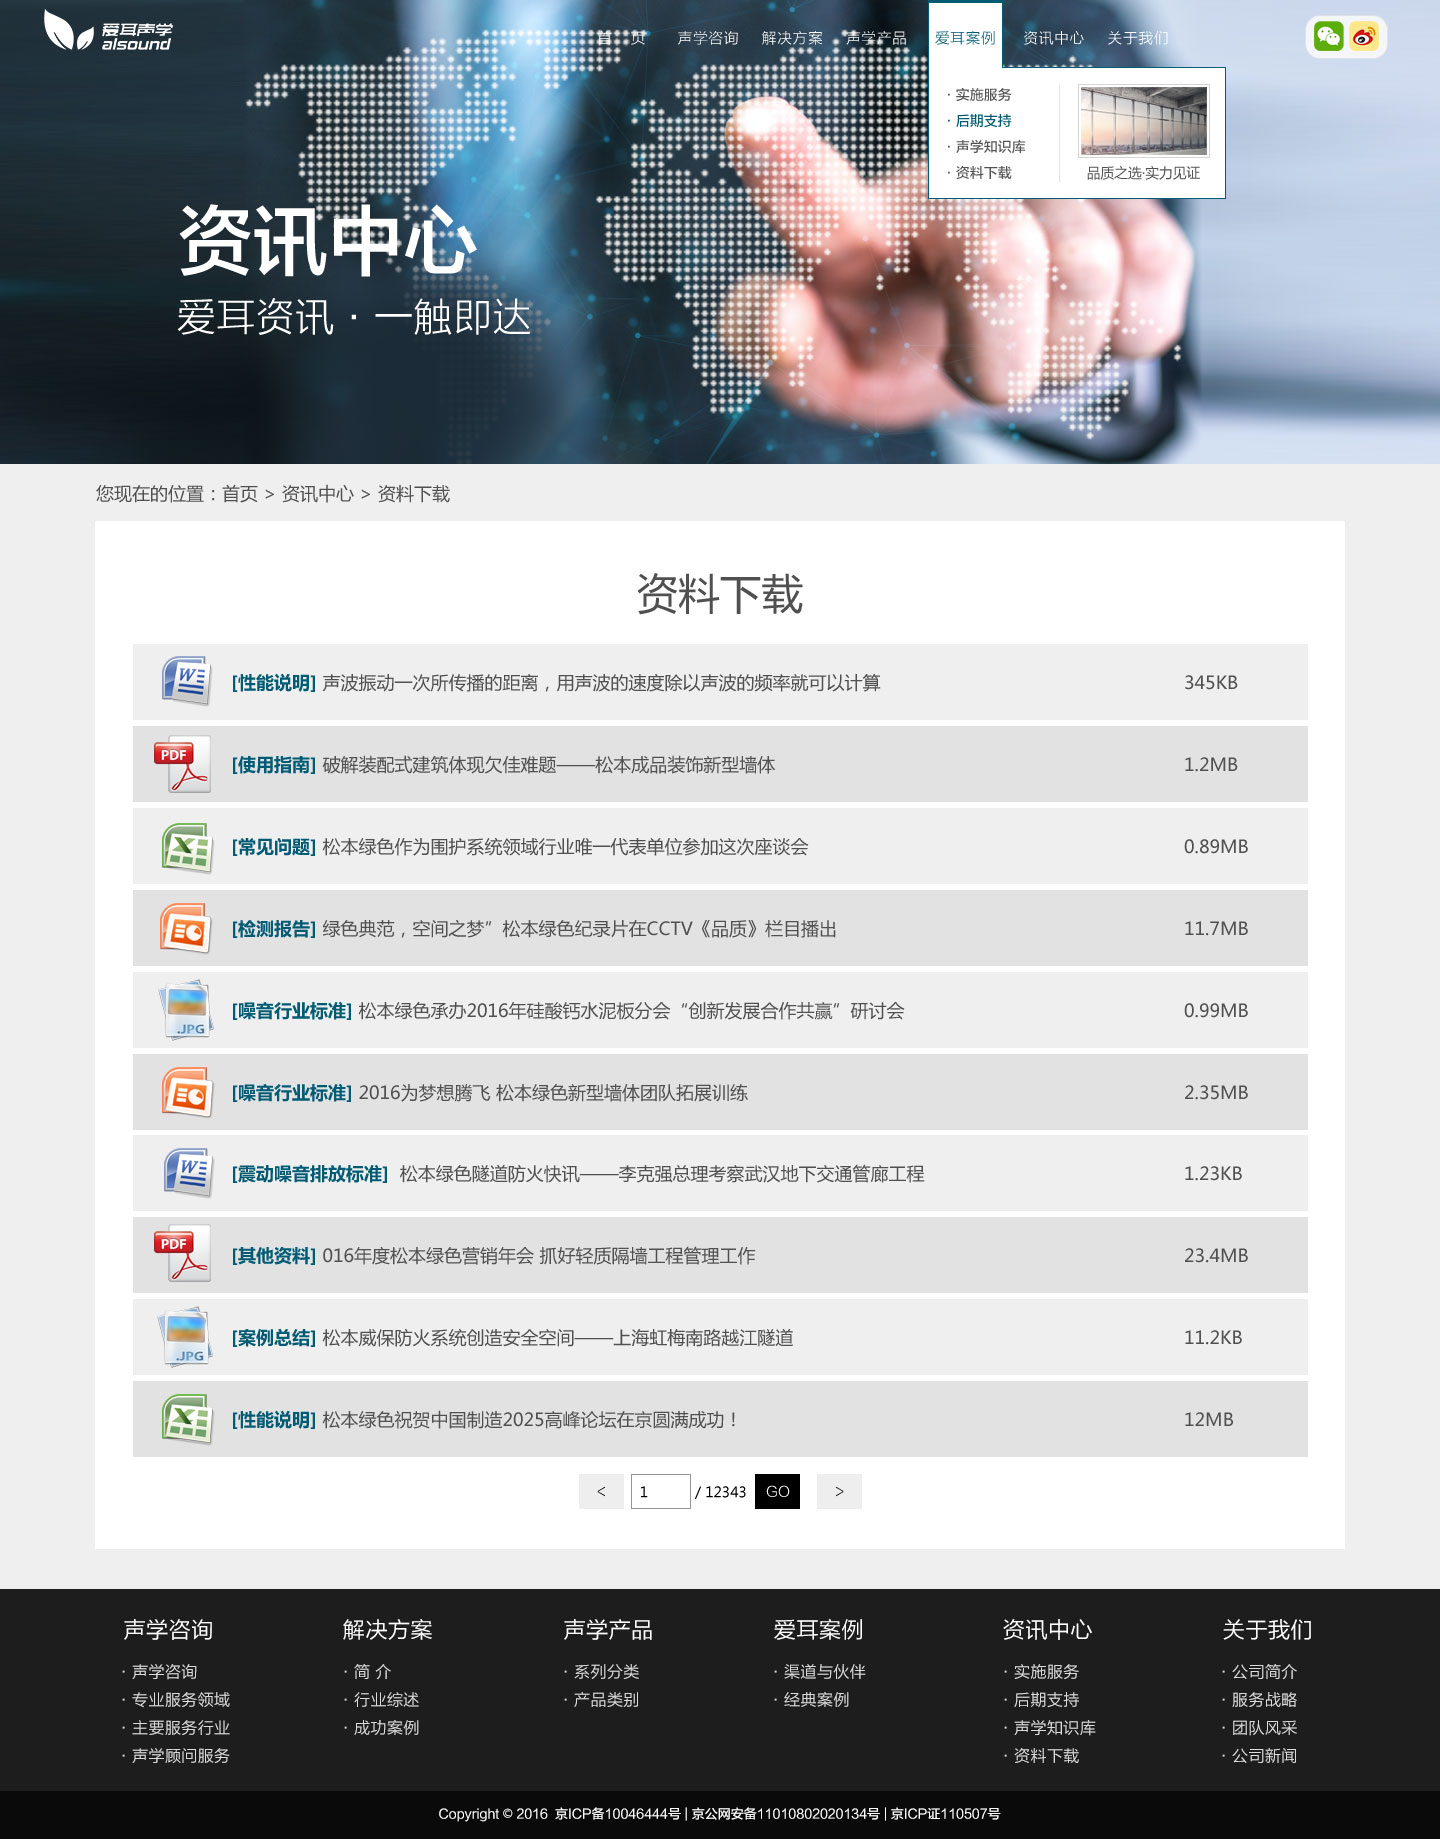 爱耳声学
alsound
首 页 声学咨询 解决方案 声学产品 爱耳案例 资讯中心 关于我们
· 实施服务
· 后期支持
· 声学知识库
· 资料下载
品质之选·实力见证
资讯中心
爱耳资讯 · 一触即达
您现在的位置：首页 > 资讯中心 > 资料下载
资料下载
[性能说明] 声波振动一次所传播的距离，用声波的速度除以声波的频率就可以计算 345KB
PDF [使用指南] 破解装配式建筑体现欠佳难题——松本成品装饰新型墙体 1.2MB
[常见问题] 松本绿色作为围护系统领域行业唯一代表单位参加这次座谈会 0.89MB
[检测报告] 绿色典范，空间之梦”松本绿色纪录片在CCTV《品质》栏目播出 11.7MB
.JPG [噪音行业标准] 松本绿色承办2016年硅酸钙水泥板分会“创新发展合作共赢”研讨会 0.99MB
[噪音行业标准] 2016为梦想腾飞 松本绿色新型墙体团队拓展训练 2.35MB
[震动噪音排放标准] 松本绿色隧道防火快讯——李克强总理考察武汉地下交通管廊工程 1.23KB
PDF [其他资料] 016年度松本绿色营销年会 抓好轻质隔墙工程管理工作 23.4MB
.JPG [案例总结] 松本威保防火系统创造安全空间——上海虹梅南路越江隧道 11.2KB
[性能说明] 松本绿色祝贺中国制造2025高峰论坛在京圆满成功！ 12MB
< 1 / 12343 GO >
声学咨询 解决方案 声学产品 爱耳案例 资讯中心 关于我们
· 声学咨询 · 简 介 · 系列分类 · 渠道与伙伴 · 实施服务 · 公司简介
· 专业服务领域 · 行业综述 · 产品类别 · 经典案例 · 后期支持 · 服务战略
· 主要服务行业 · 成功案例 · 声学知识库 · 团队风采
· 声学顾问服务 · 资料下载 · 公司新闻
Copyright © 2016 京ICP备10046444号 | 京公网安备11010802020134号 | 京ICP证110507号